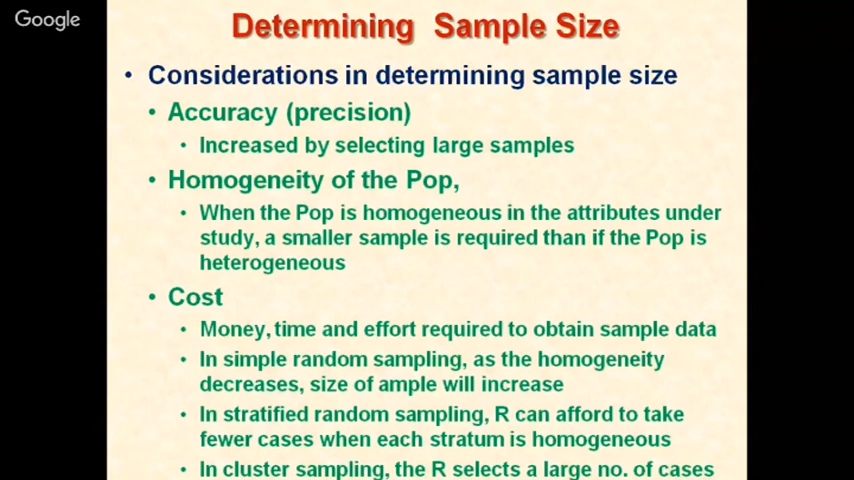 Google
Determining Sample Size
• Considerations in determining sample size
• Accuracy (precision)
• Increased by selecting large samples
• Homogeneity of the Pop,
• When the Pop is homogeneous in the attributes under
study, a smaller sample is required than if the Pop is
heterogeneous
• Cost
• Money, time and effort required to obtain sample data
• In simple random sampling, as the homogeneity
decreases, size of ample will increase
• In stratified random sampling, R can afford to take
fewer cases when each stratum is homogeneous
• In cluster sampling, the R selects a large no. of cases